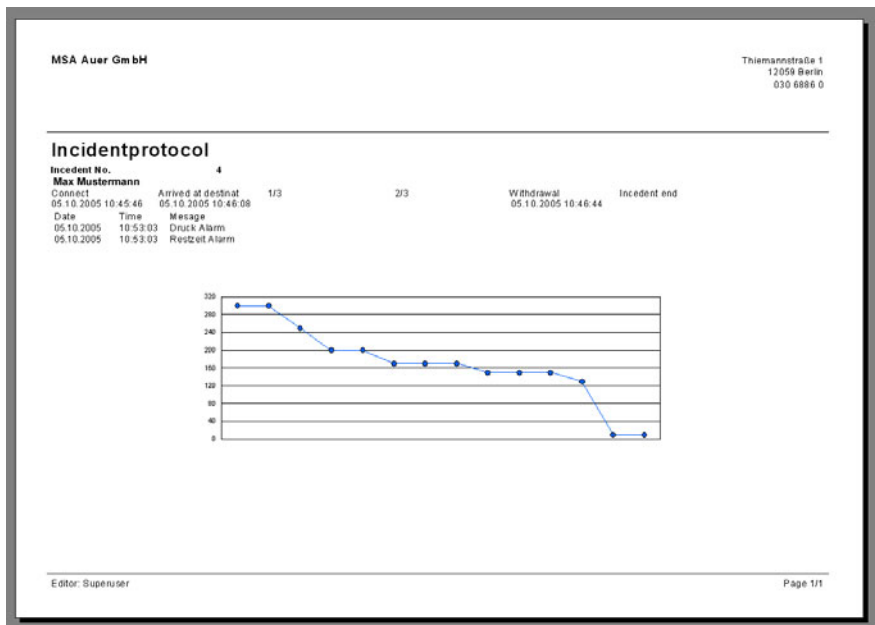 MSA Auer GmbH
Thiemannstraße 1
12059 Berlin
030 6886 0
Incidentprotocol
Incedent No. 4
Max Mustermann
Connect Arrived at destinat 1/3 2/3 Withdrawal Incedent end
05.10.2005 10:45:46 05.10.2005 10:46:08 05.10.2005 10:46:44
Date Time Mesage
05.10.2005 10:53:03 Druck Alarm
05.10.2005 10:53:03 Restzeit Alarm
320
280
240
200
160
120
80
40
0
Editor: Superuser Page 1/1